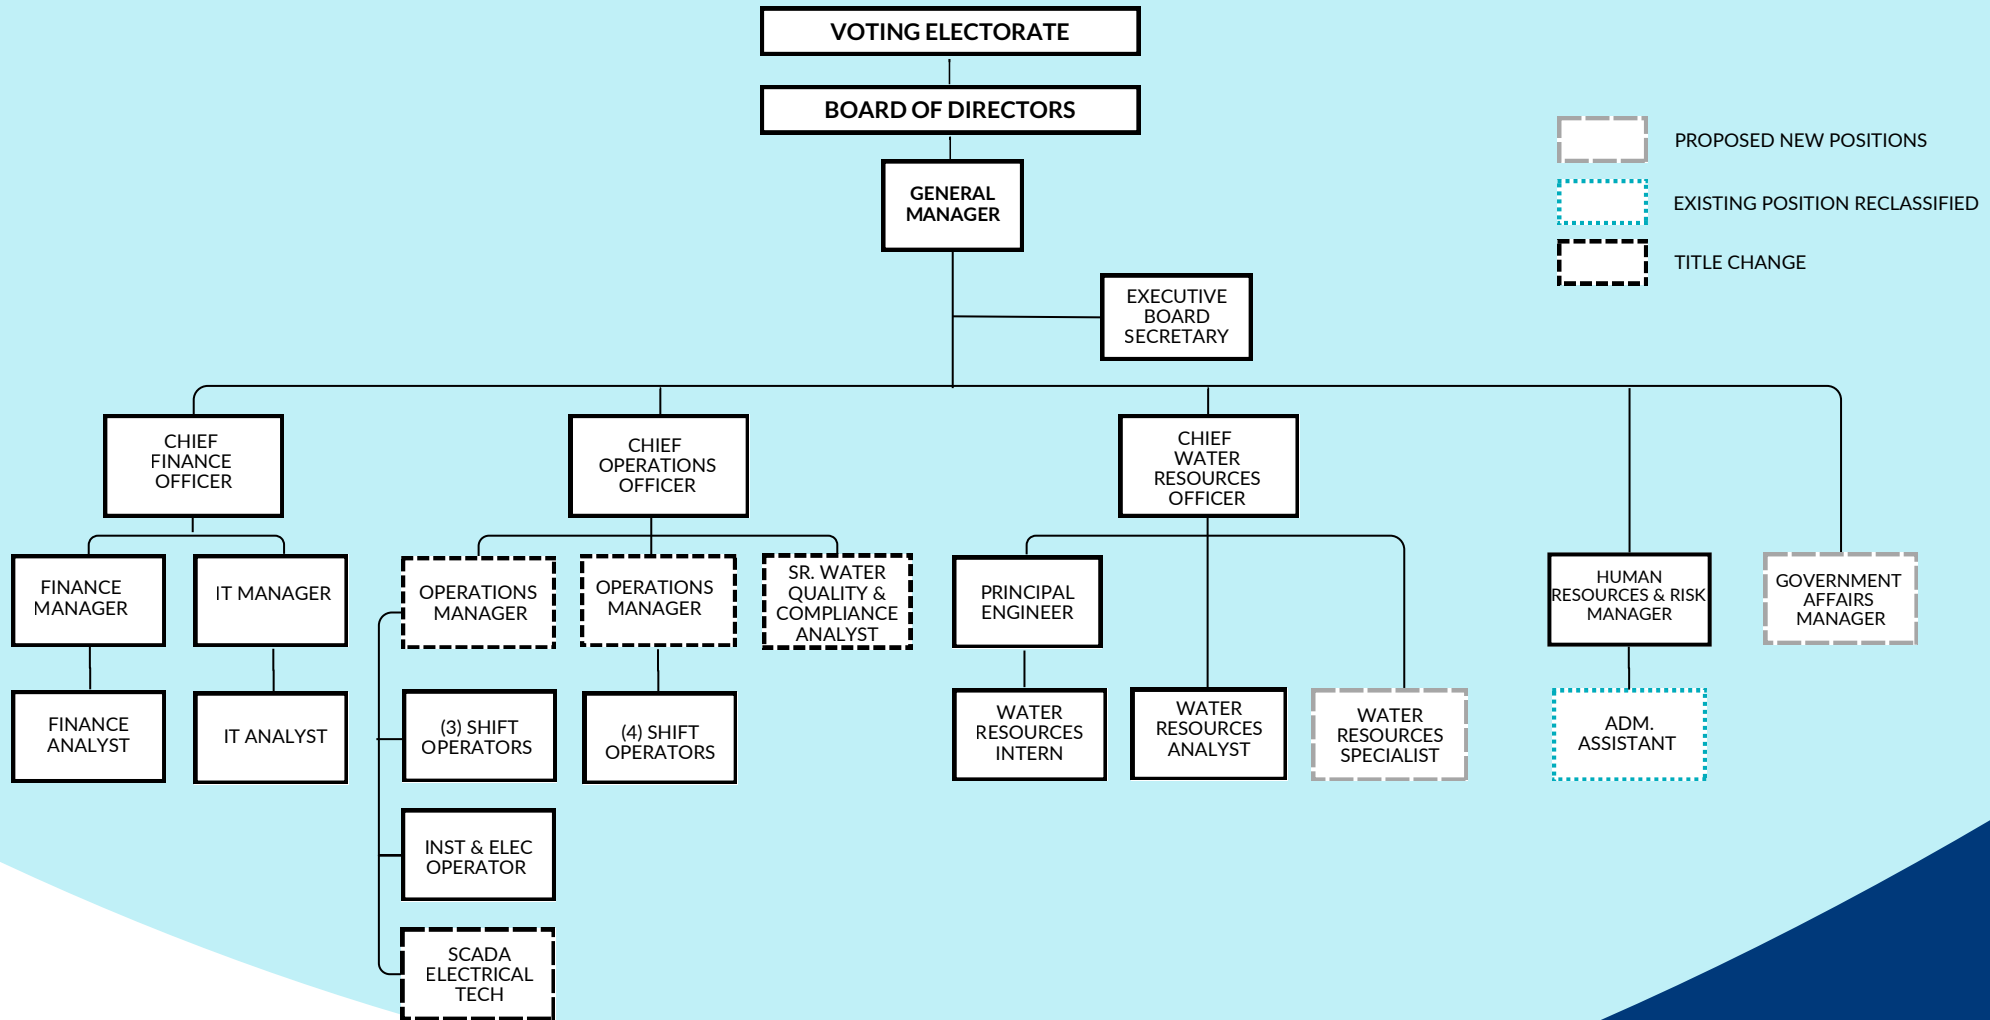 VOTING ELECTORATE
BOARD OF DIRECTORS
GENERAL
MANAGER
PROPOSED NEW POSITIONS
EXISTING POSITION RECLASSIFIED
TITLE CHANGE
EXECUTIVE
BOARD
SECRETARY
CHIEF
FINANCE
OFFICER
CHIEF
OPERATIONS
OFFICER
CHIEF
WATER
RESOURCES
OFFICER
FINANCE
MANAGER
IT MANAGER
OPERATIONS
MANAGER
OPERATIONS
MANAGER
SR. WATER
QUALITY &
COMPLIANCE
ANALYST
PRINCIPAL
ENGINEER
HUMAN
RESOURCES & RISK
MANAGER
GOVERNMENT
AFFAIRS
MANAGER
FINANCE
ANALYST
IT ANALYST
(3) SHIFT
OPERATORS
(4) SHIFT
OPERATORS
WATER
RESOURCES
INTERN
WATER
RESOURCES
ANALYST
WATER
RESOURCES
SPECIALIST
ADM.
ASSISTANT
INST & ELEC
OPERATOR
SCADA
ELECTRICAL
TECH